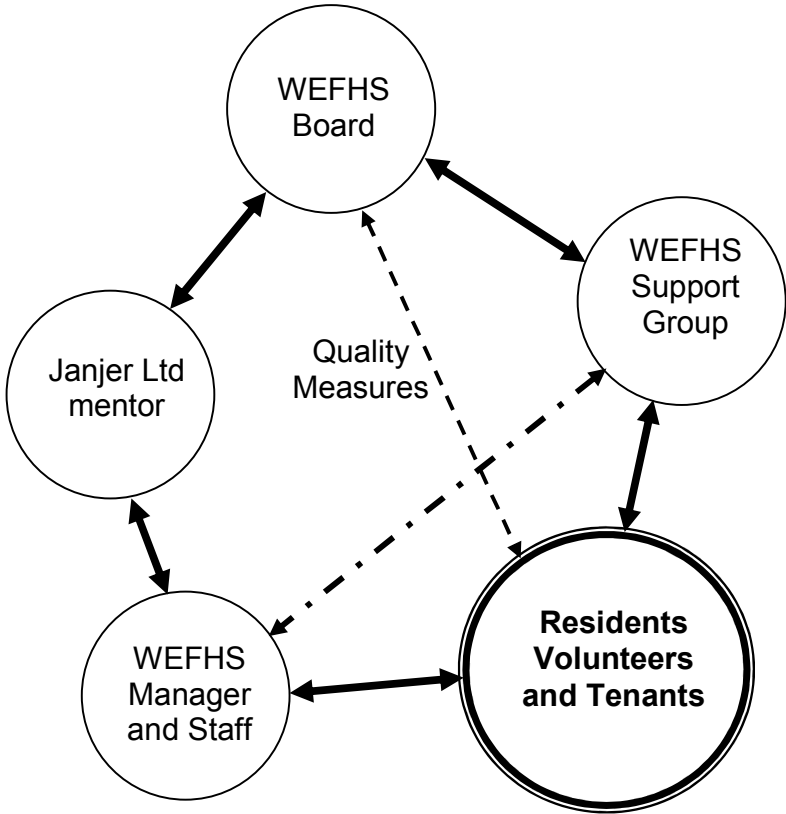 WEFHS
Board
WEFHS
Support
Group
Quality
Measures
Janjer Ltd
mentor
Residents
Volunteers
and Tenants
WEFHS
Manager
and Staff